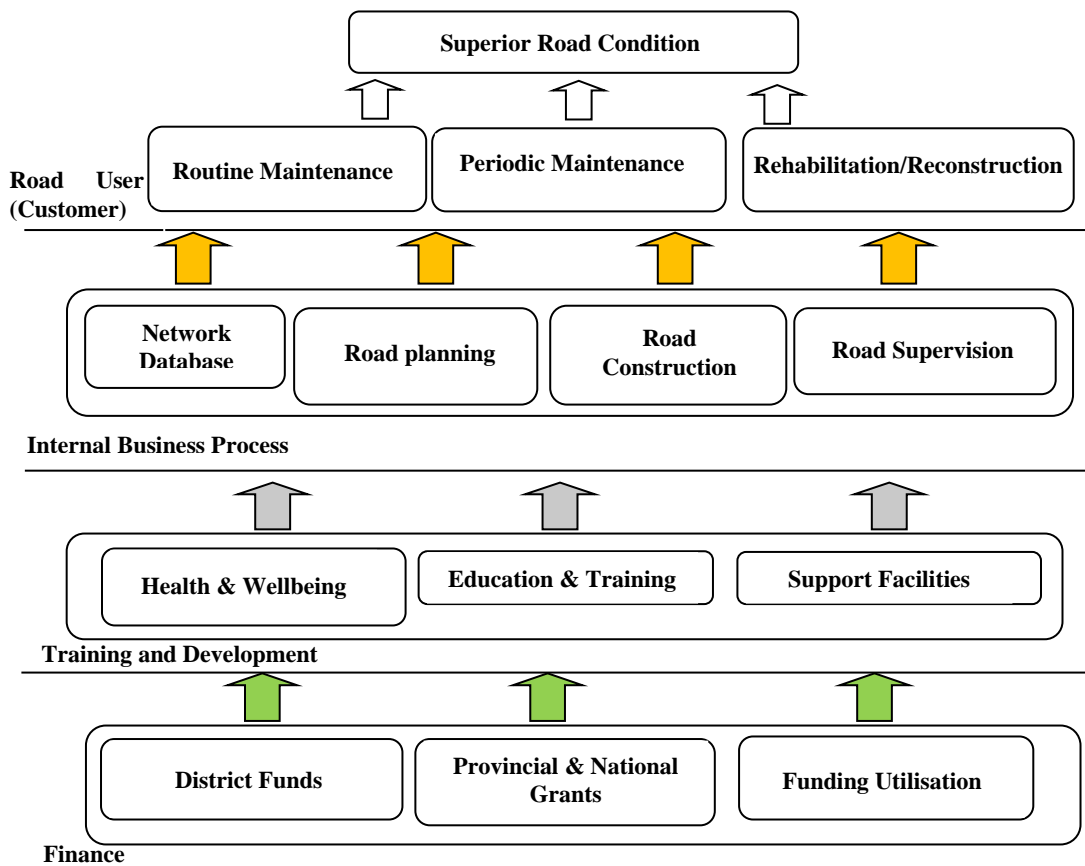 Superior Road Condition
Routine Maintenance
Periodic Maintenance
Rehabilitation/Reconstruction
Road User
(Customer)
Network
Database
Road planning
Road
Construction
Road Supervision
Internal Business Process
Health & Wellbeing
Education & Training
Support Facilities
Training and Development
District Funds
Provincial & National
Grants
Funding Utilisation
Finance